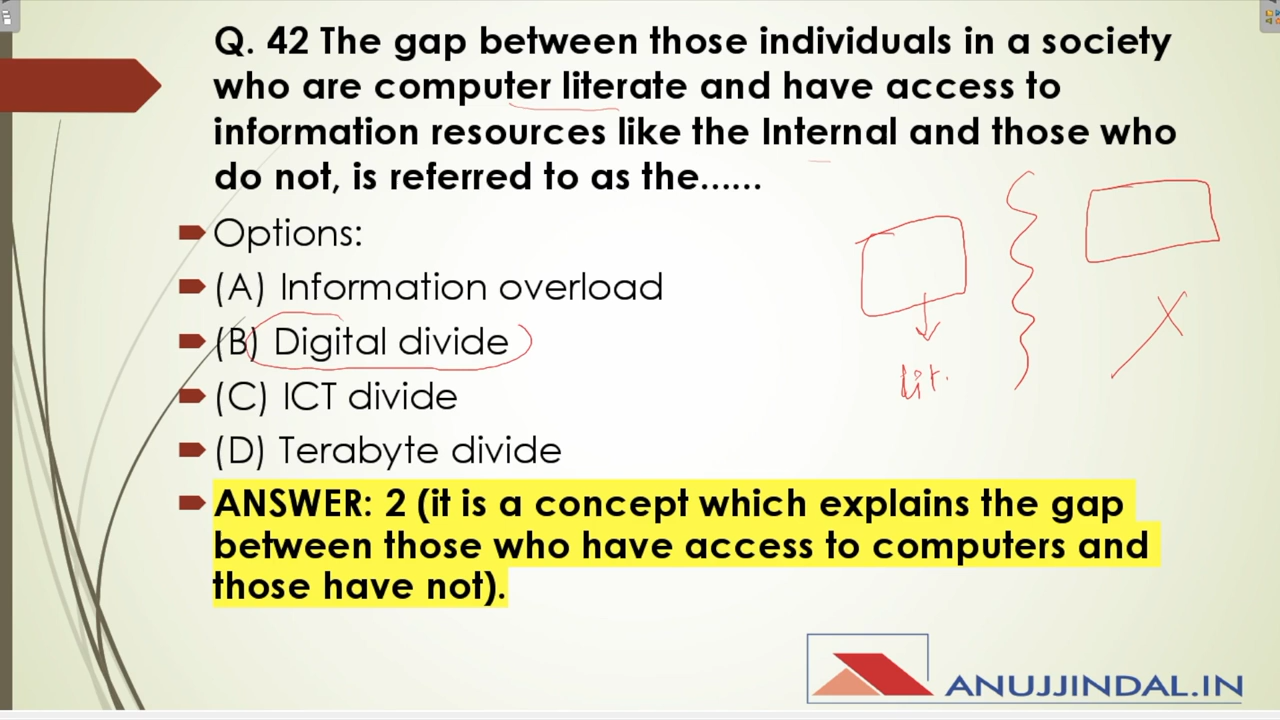 Q. 42 The gap between those individuals in a society
who are computer literate and have access to
information resources like the Internal and those who
do not, is referred to as the......
Options:
(A) Information overload
(B) Digital divide
(C) ICT divide
(D) Terabyte divide
lit.
ANSWER: 2 (it is a concept which explains the gap
between those who have access to computers and
those have not).
ANUJJINDAL.IN